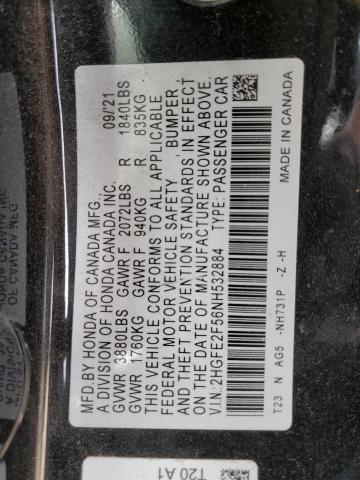 MFD.BY HONDA OF CANADA MFG.,
A DIVISION OF HONDA CANADA INC. 09/21
GVWR 3880LBS GAWR F 2072LBS R 1840LBS
GVWR 1760KG GAWR F 940KG R 835KG
THIS VEHICLE CONFORMS TO ALL APPLICABLE
FEDERAL MOTOR VEHICLE SAFETY, BUMPER,
AND THEFT PREVENTION STANDARDS IN EFFECT
ON THE DATE OF MANUFACTURE SHOWN ABOVE.
V.I.N.:2HGFE2F56NH532884 TYPE: PASSENGER CAR
T23 N AG5 -NH731P -Z -H MADE IN CANADA
T20 A1